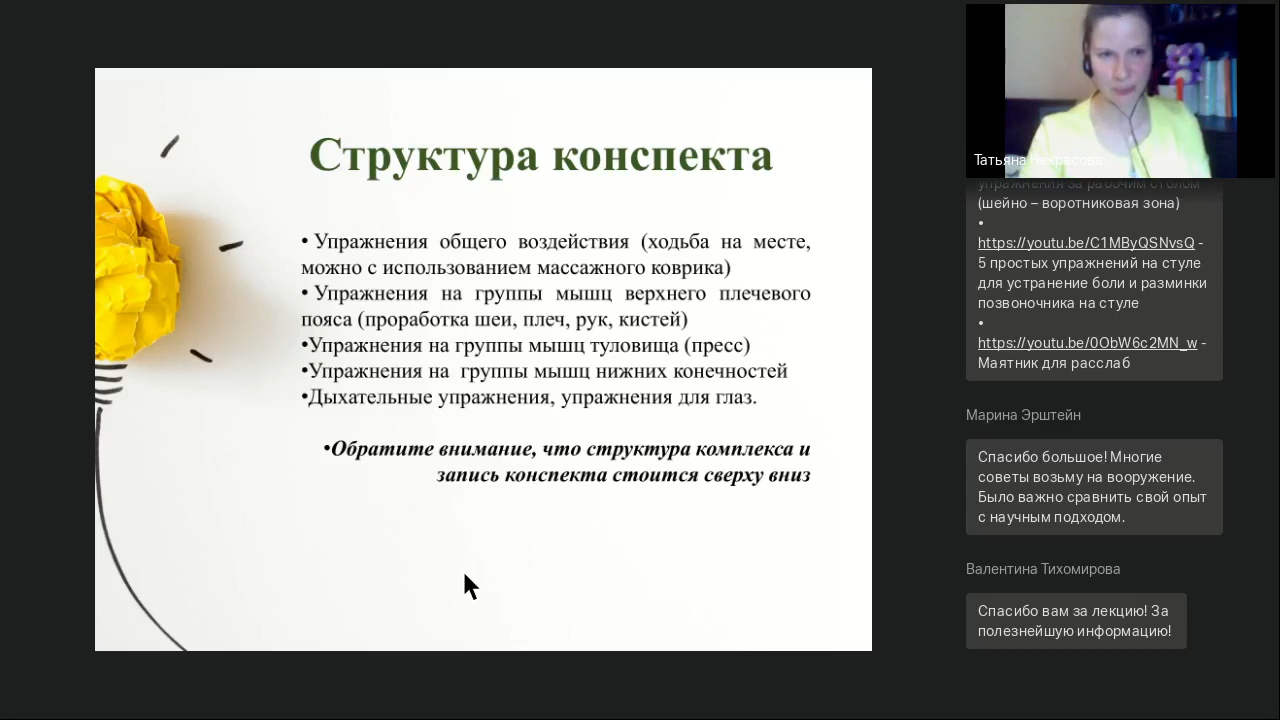 Структура конспекта
• Упражнения общего воздействия (ходьба на месте,
можно с использованием массажного коврика)
• Упражнения на группы мышц верхнего плечевого
пояса (проработка шеи, плеч, рук, кистей)
•Упражнения на группы мышц туловища (пресс)
•Упражнения на группы мышц нижних конечностей
•Дыхательные упражнения, упражнения для глаз.
•Обратите внимание, что структура комплекса и
запись конспекта стоится сверху вниз
Татьяна Некрасова
упражнения за рабочим столом
(шейно – воротниковая зона)
•
https://youtu.be/C1MByQSNvsQ -
5 простых упражнений на стуле
для устранение боли и разминки
позвоночника на стуле
•
https://youtu.be/0ObW6c2MN_w -
Маятник для расслаб
Марина Эрштейн
Спасибо большое! Многие
советы возьму на вооружение.
Было важно сравнить свой опыт
с научным подходом.
Валентина Тихомирова
Спасибо вам за лекцию! За
полезнейшую информацию!